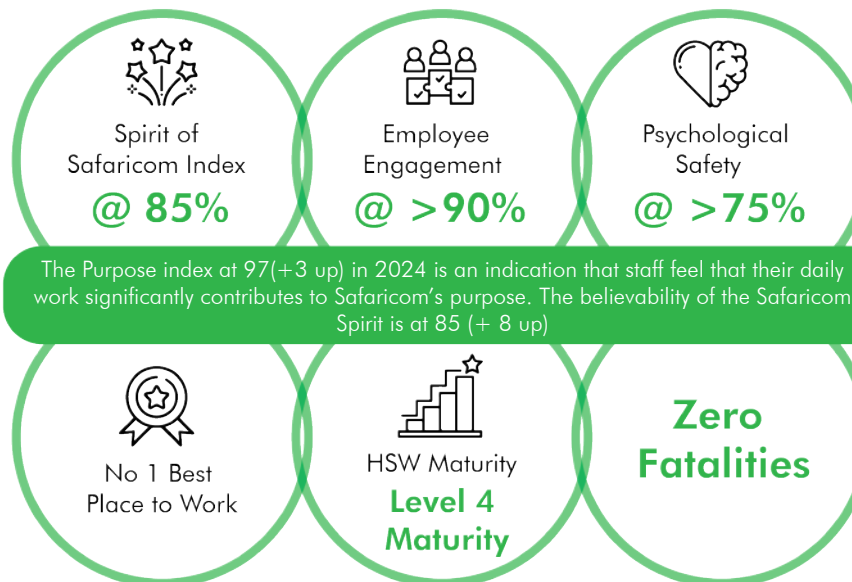 Spirit of
Safaricom Index
@ 85%
Employee
Engagement
@ >90%
Psychological
Safety
@ >75%
The Purpose index at 97(+3 up) in 2024 is an indication that staff feel that their daily
work significantly contributes to Safaricom’s purpose. The believability of the Safaricom
Spirit is at 85 (+ 8 up)
No 1 Best
Place to Work
HSW Maturity
Level 4
Maturity
Zero
Fatalities